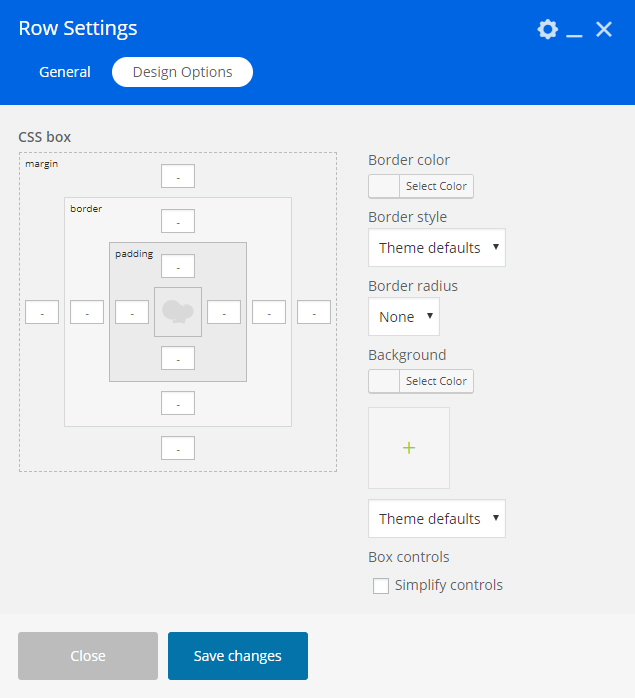 Row Settings
General
Design Options
CSS box
margin
-
border
-
padding
-
- - - - - -
-
-
-
Border color
Select Color
Border style
Theme defaults
Border radius
None
Background
Select Color
+
Theme defaults
Box controls
Simplify controls
Close
Save changes